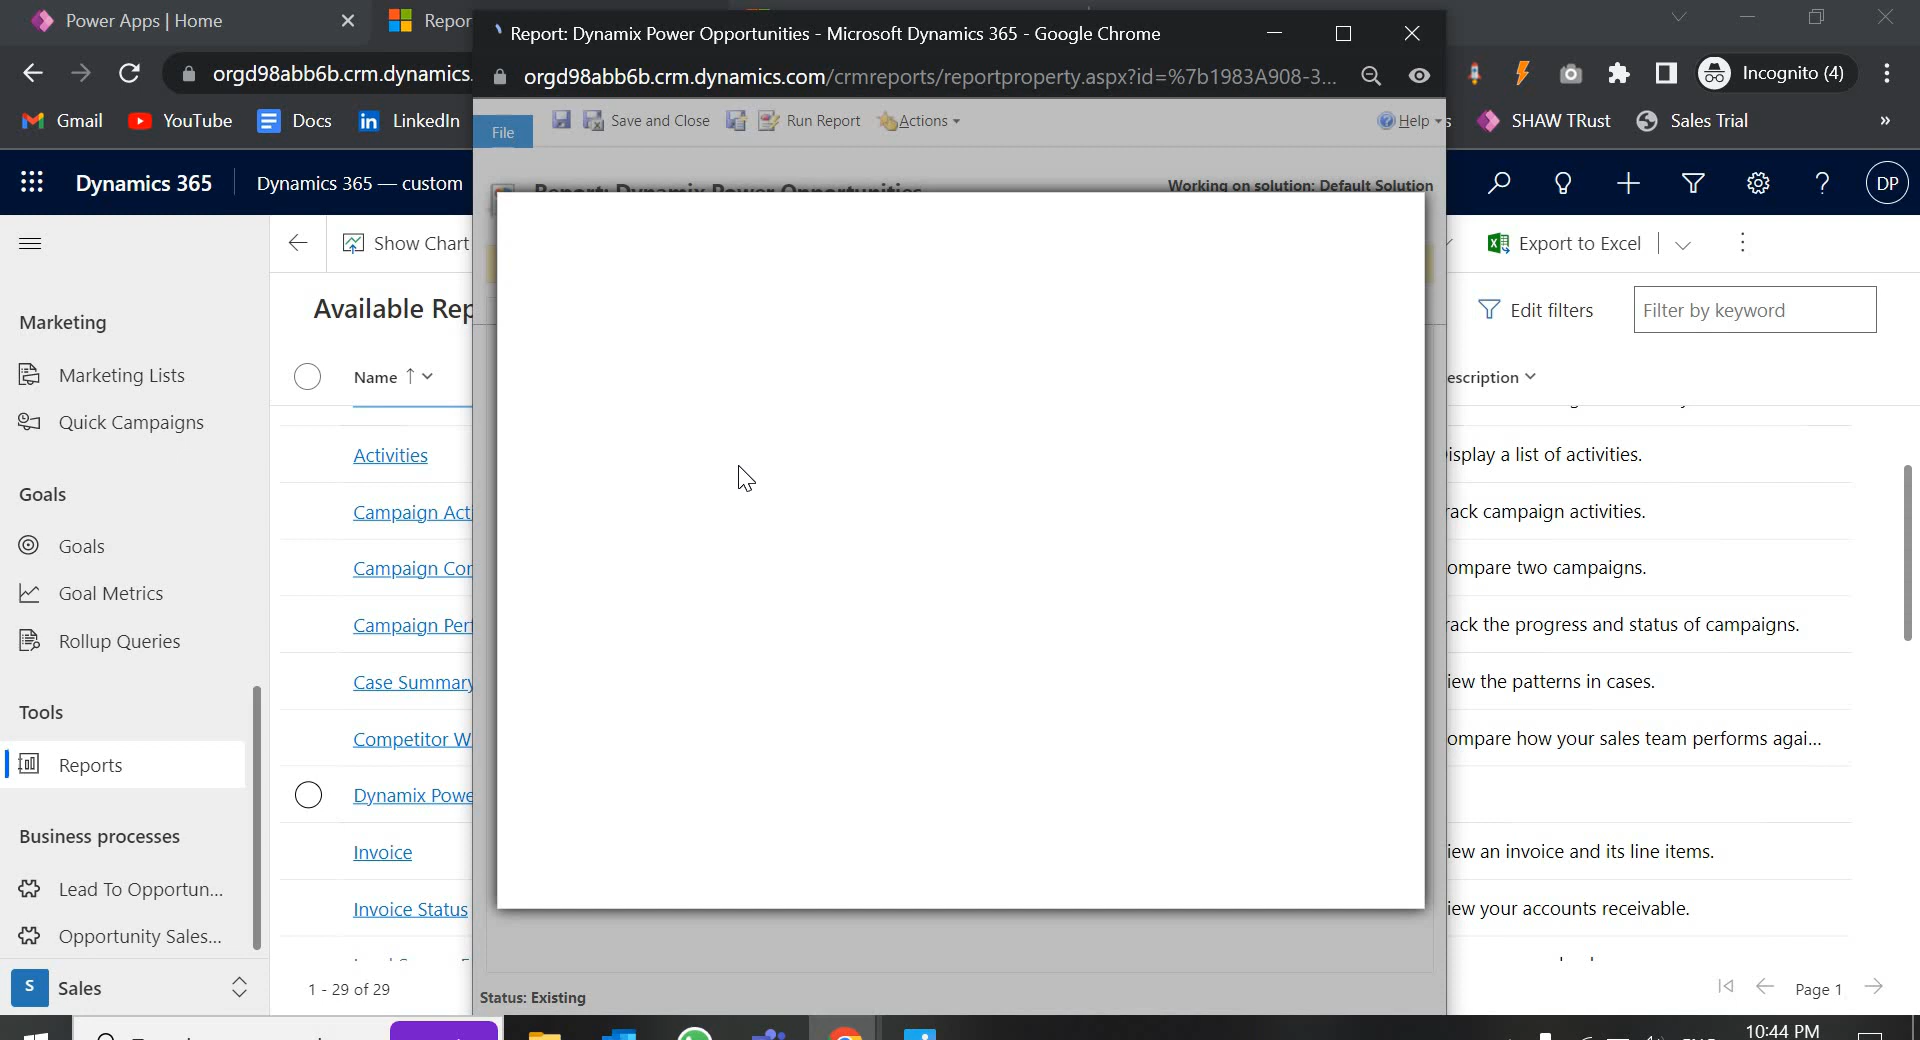 Power Apps | Home
Repor
Report: Dynamix Power Opportunities - Microsoft Dynamics 365 - Google Chrome
orgd98abb6b.crm.dynamics.
orgd98abb6b.crm.dynamics.com/crmreports/reportproperty.aspx?id=%7b1983A908-3...
Incognito (4)
Gmail
YouTube
Docs
LinkedIn
File
Save and Close
Run Report
Actions
Help
SHAW TRust
Sales Trial
»
Dynamics 365
Dynamics 365 — custom
Report: Dynamix Power Opportunities
Working on solution: Default Solution
DP
Show Chart
Export to Excel
Marketing
Marketing Lists
Quick Campaigns
Goals
Goals
Goal Metrics
Rollup Queries
Tools
Reports
Business processes
Lead To Opportun...
Opportunity Sales...
S
Sales
Available Rep
Edit filters
Filter by keyword
Name
escription
Activities
isplay a list of activities.
Campaign Act
rack campaign activities.
Campaign Cor
ompare two campaigns.
Campaign Perf
rack the progress and status of campaigns.
Case Summary
iew the patterns in cases.
Competitor W
ompare how your sales team performs agai...
Dynamix Powe
Invoice
iew an invoice and its line items.
Invoice Status
iew your accounts receivable.
1 - 29 of 29
Page 1
Status: Existing
10:44 PM